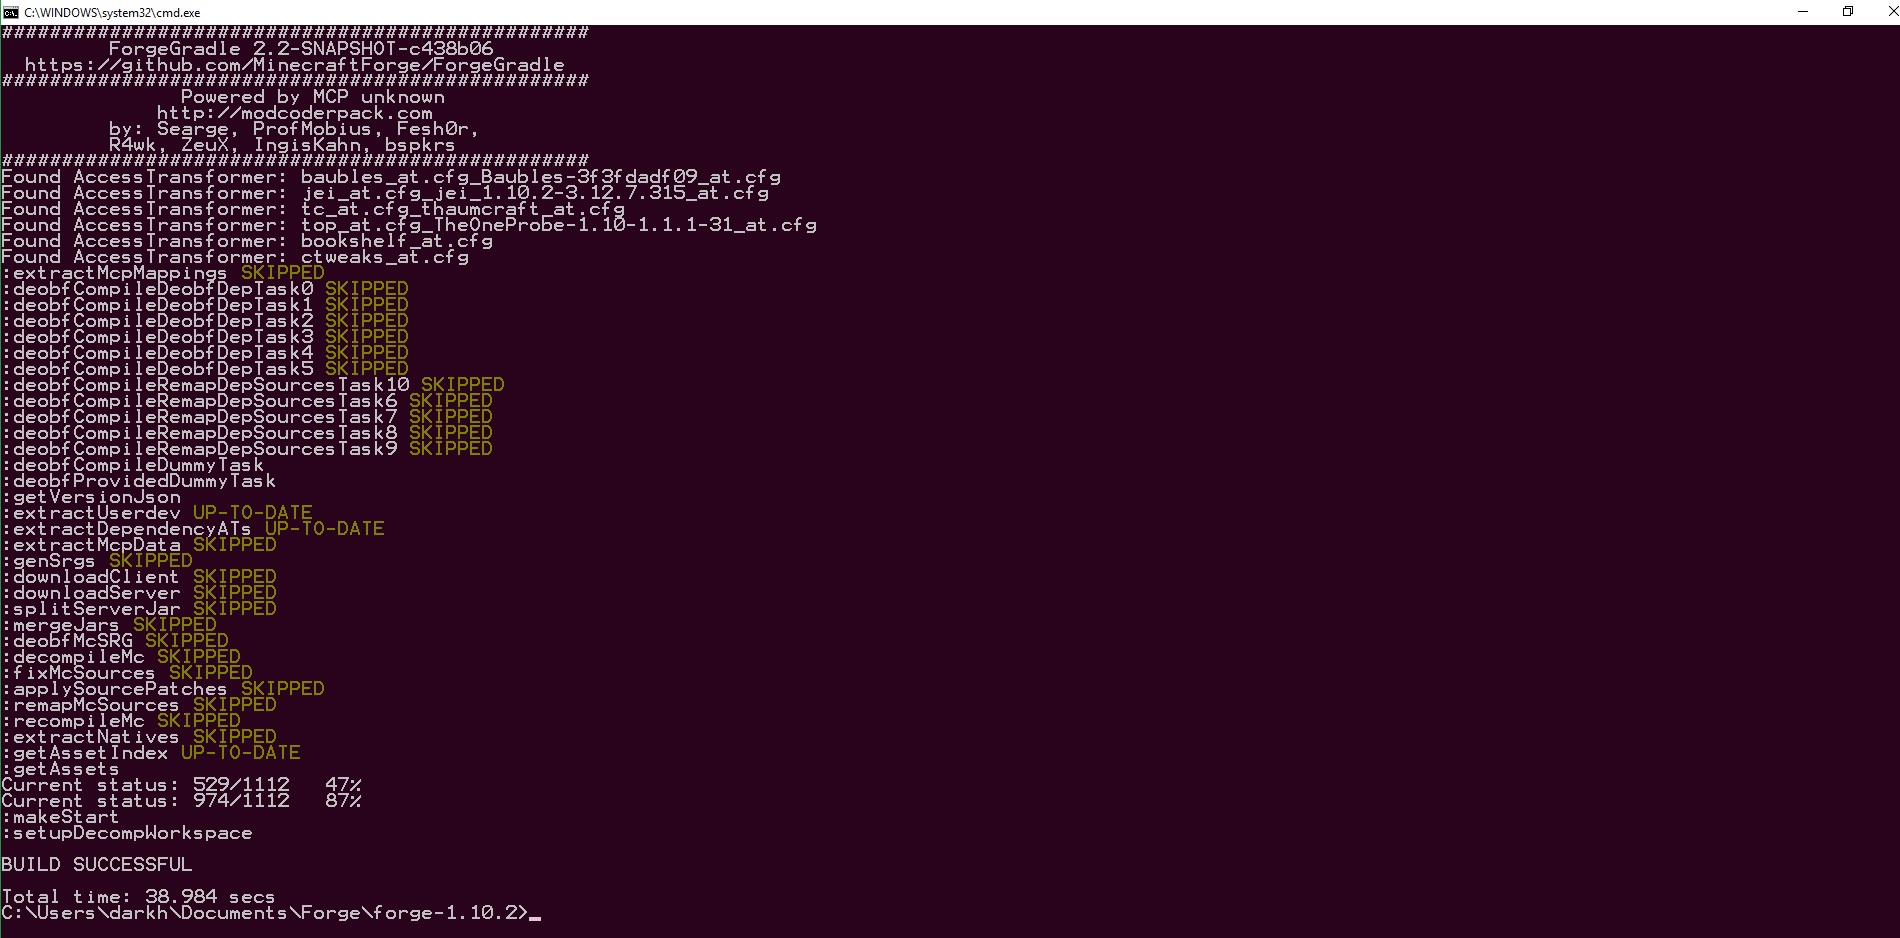 C:\WINDOWS\system32\cmd.exe
#################################################
ForgeGradle 2.2-SNAPSHOT-c438b06
https://github.com/MinecraftForge/ForgeGradle
#################################################
Powered by MCP unknown
http://modcoderpack.com
by: Searge, ProfMobius, Fesh0r,
R4wk, ZeuX, IngisKahn, bspkrs
#################################################
Found AccessTransformer: baubles_at.cfg_Baubles-3f3fdadf09_at.cfg
Found AccessTransformer: jei_at.cfg_jei_1.10.2-3.12.7.315_at.cfg
Found AccessTransformer: tc_at.cfg_thaumcraft_at.cfg
Found AccessTransformer: top_at.cfg_TheOneProbe-1.10-1.1.1-31_at.cfg
Found AccessTransformer: bookshelf_at.cfg
Found AccessTransformer: ctweaks_at.cfg
:extractMcpMappings SKIPPED
:deobfCompileDeobfDepTask0 SKIPPED
:deobfCompileDeobfDepTask1 SKIPPED
:deobfCompileDeobfDepTask2 SKIPPED
:deobfCompileDeobfDepTask3 SKIPPED
:deobfCompileDeobfDepTask4 SKIPPED
:deobfCompileDeobfDepTask5 SKIPPED
:deobfCompileRemapDepSourcesTask10 SKIPPED
:deobfCompileRemapDepSourcesTask6 SKIPPED
:deobfCompileRemapDepSourcesTask7 SKIPPED
:deobfCompileRemapDepSourcesTask8 SKIPPED
:deobfCompileRemapDepSourcesTask9 SKIPPED
:deobfCompileDummyTask
:deobfProvidedDummyTask
:getVersionJson
:extractUserdev UP-TO-DATE
:extractDependencyATs UP-TO-DATE
:extractMcpData SKIPPED
:genSrgs SKIPPED
:downloadClient SKIPPED
:downloadServer SKIPPED
:splitServerJar SKIPPED
:mergeJars SKIPPED
:deobfMcSRG SKIPPED
:decompileMc SKIPPED
:fixMcSources SKIPPED
:applySourcePatches SKIPPED
:remapMcSources SKIPPED
:recompileMc SKIPPED
:extractNatives SKIPPED
:getAssetIndex UP-TO-DATE
:getAssets
Current status: 529/1112   47%
Current status: 974/1112   87%
:makeStart
:setupDecompWorkspace
BUILD SUCCESSFUL
Total time: 38.984 secs
C:\Users\darkh\Documents\Forge\forge-1.10.2>_